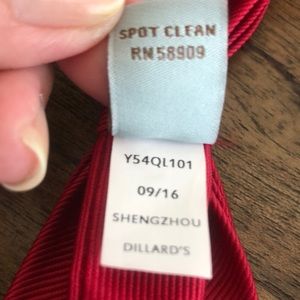 SPOT CLEAN
RN58909
Y54QL101
09/16
SHENGZHOU
DILLARD'S